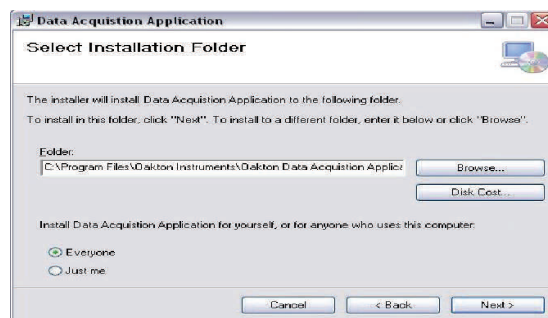 Data Acquistion Application
Select Installation Folder
The installer will install Data Acquistion Application to the following folder.
To install in this folder, click "Next". To install to a different folder, enter it below or click "Browse".
Folder:
C:\Program Files\Oakton Instruments\Oakton Data Acquistion Applica
Browse...
Disk Cost...
Install Data Acquistion Application for yourself, or for anyone who uses this computer:
Everyone
Just me
Cancel
< Back
Next >